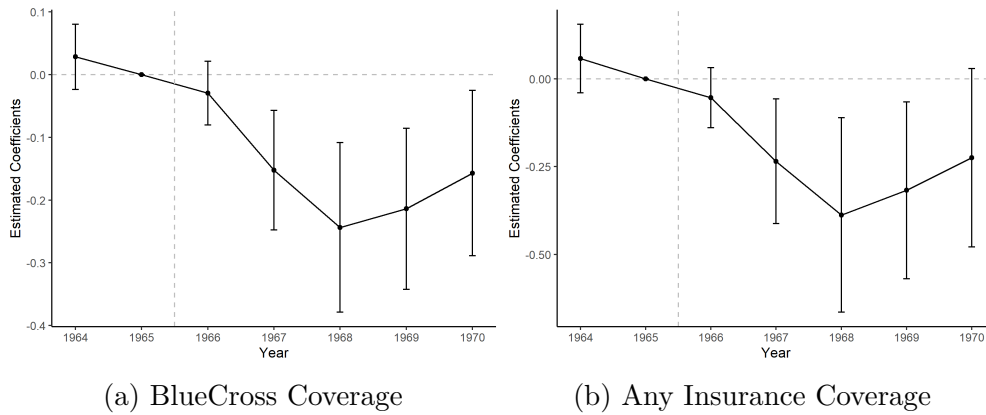 0.1
0.0
-0.1
-0.2
-0.3
-0.4
Estimated Coefficients
1964 1965 1966 1967 1968 1969 1970
Year
(a) BlueCross Coverage
0.00
-0.25
-0.50
Estimated Coefficients
1964 1965 1966 1967 1968 1969 1970
Year
(b) Any Insurance Coverage